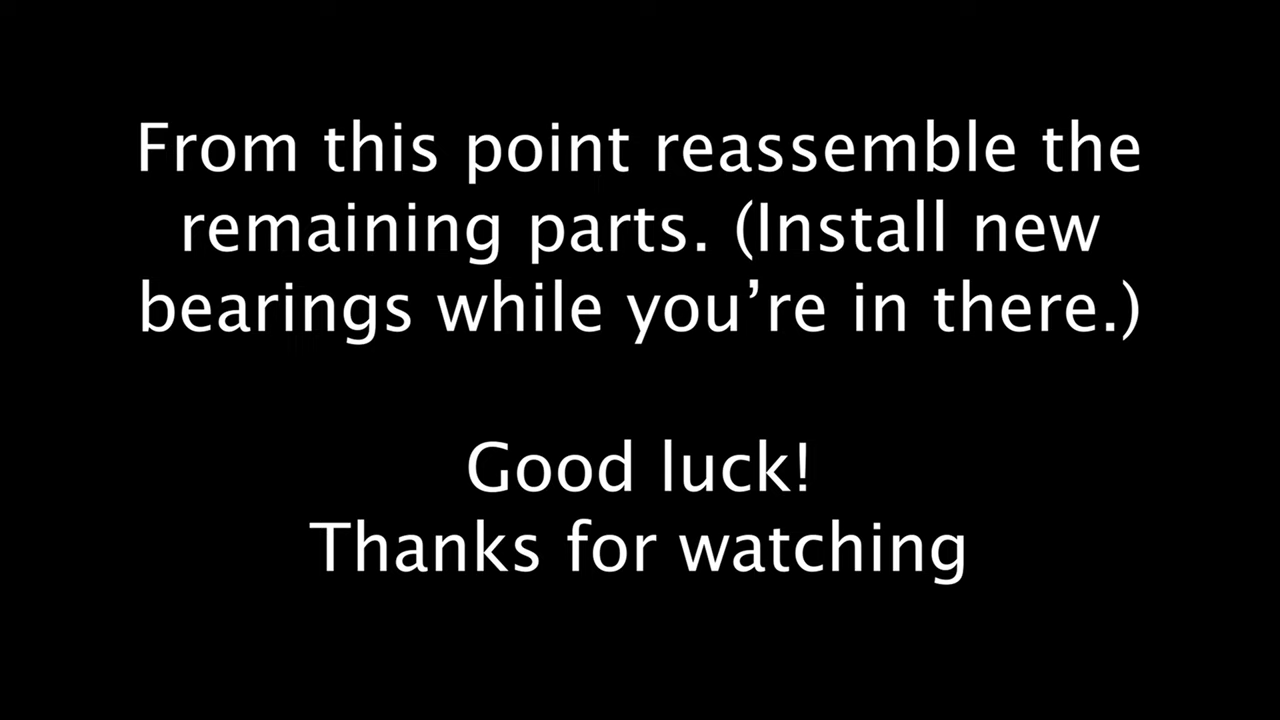 From this point reassemble the
remaining parts. (Install new
bearings while you’re in there.)
Good luck!
Thanks for watching